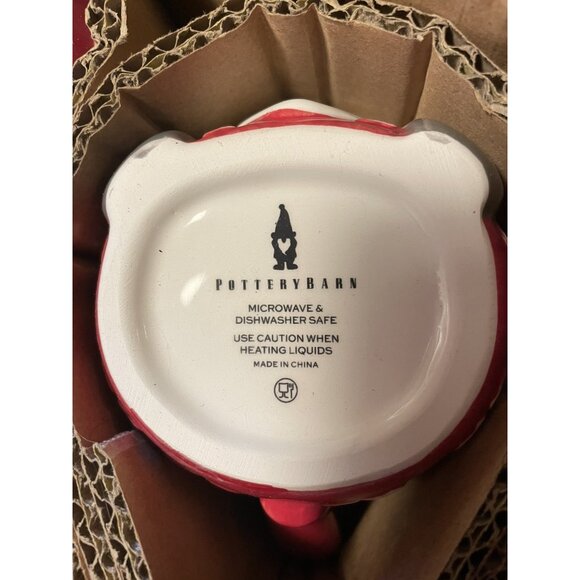 POTTERYBARN
MICROWAVE &
DISHWASHER SAFE
USE CAUTION WHEN
HEATING LIQUIDS
MADE IN CHINA